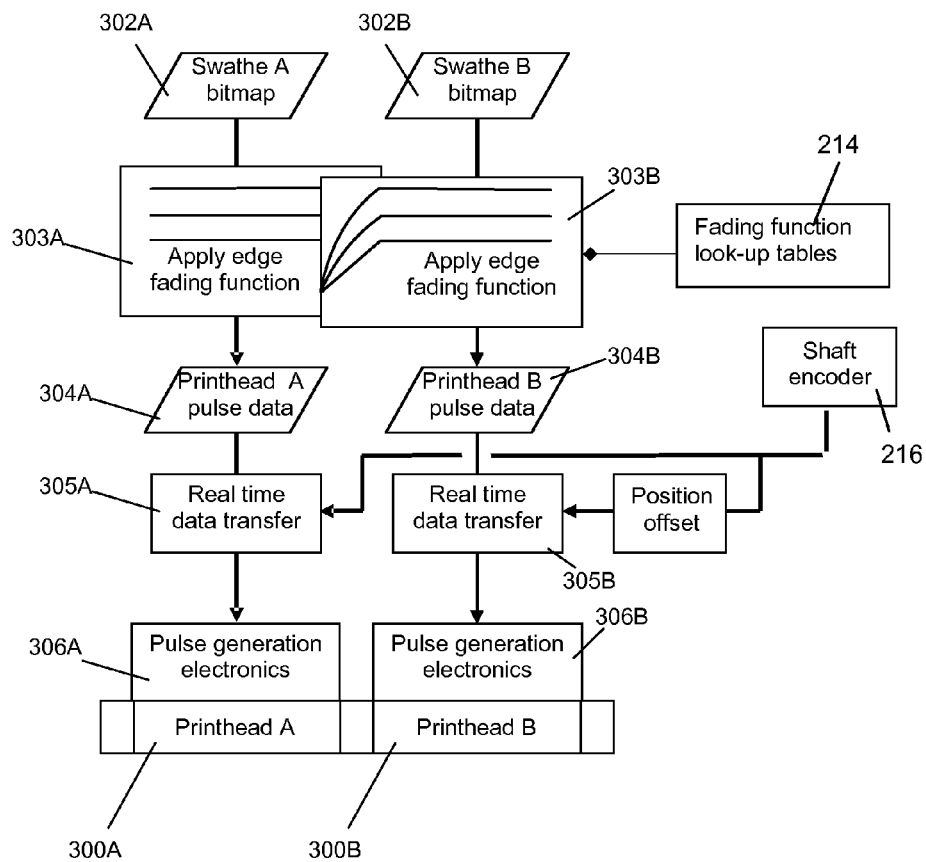 302A
302B
Swathe A
bitmap
Swathe B
bitmap
214
303B
303A
Apply edge
fading function
Apply edge
fading function
Fading function
look-up tables
304B
Shaft
encoder
304A
Printhead A
pulse data
Printhead B
pulse data
216
305A
Real time
data transfer
Real time
data transfer
Position
offset
305B
306B
306A
Pulse generation
electronics
Pulse generation
electronics
Printhead A
Printhead B
300A
300B